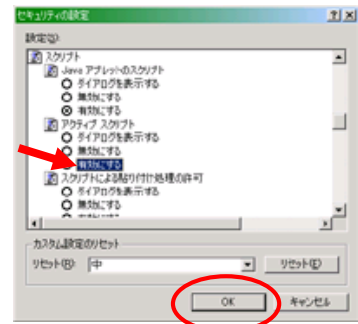 セキュリティの設定
設定(S):
スクリプト
Java アプレットのスクリプト
ダイアログを表示する
無効にする
有効にする
アクティブ スクリプト
ダイアログを表示する
無効にする
有効にする
スクリプトによる貼り付け処理の許可
ダイアログを表示する
無効にする
有効にする
カスタム設定のリセット
リセット(R): 中 リセット(E)
OK キャンセル